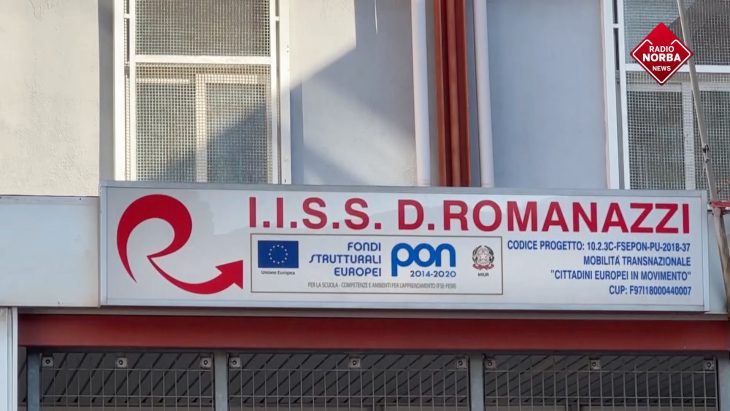 RADIO
NORBA
NEWS
I.I.S.S. D.ROMANAZZI
Unione Europea
FONDI
STRUTTURALI
EUROPEI
pon
2014-2020
MIUR
PER LA SCUOLA - COMPETENZE E AMBIENTI PER L'APPRENDIMENTO (FSE-FESR)
CODICE PROGETTO: 10.2.3C-FSEPON-PU-2018-37
MOBILITÀ TRANSNAZIONALE
"CITTADINI EUROPEI IN MOVIMENTO"
CUP: F97I18000440007